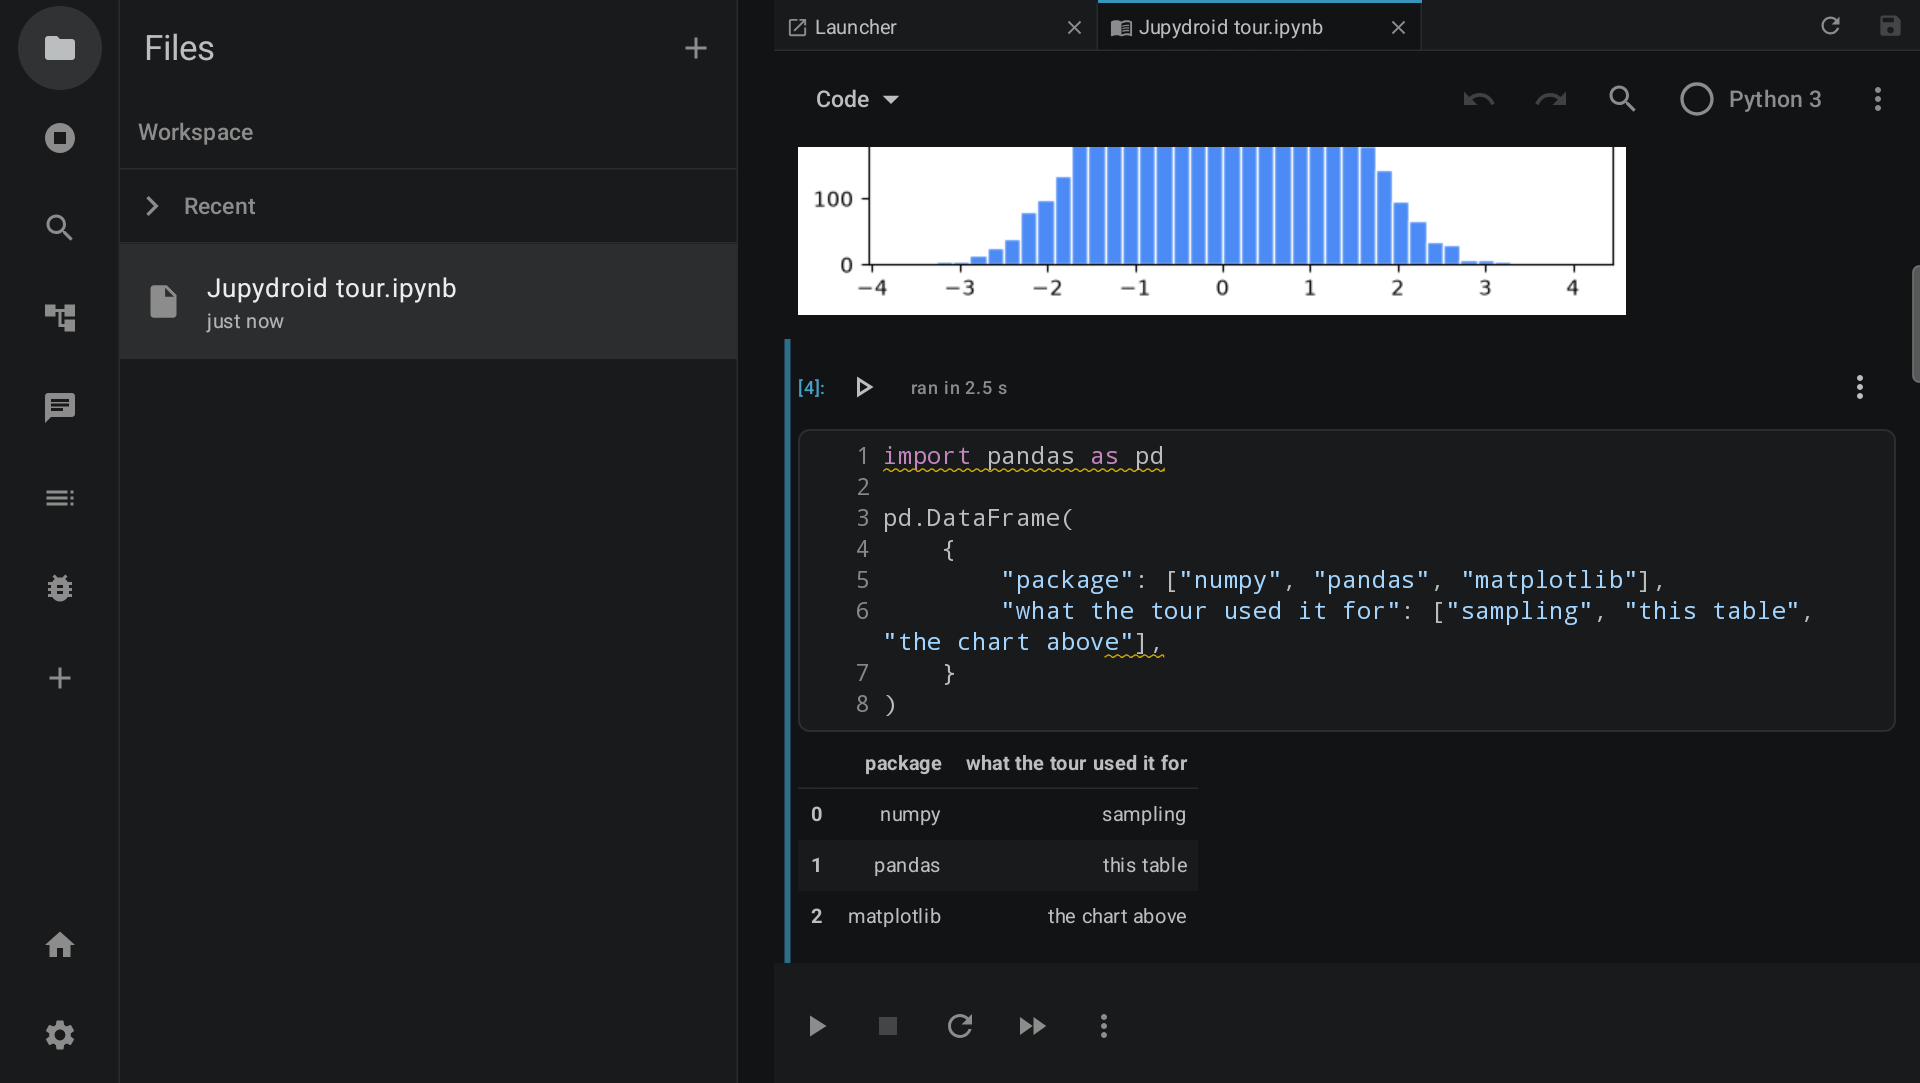 Files
Workspace
Recent
Jupydroid tour.ipynb
just now
Launcher
Jupydroid tour.ipynb
Code
Python 3
100
0
−4 −3 −2 −1 0 1 2 3 4
[4]:
ran in 2.5 s
1 import pandas as pd
2
3 pd.DataFrame(
4 {
5 "package": ["numpy", "pandas", "matplotlib"],
6 "what the tour used it for": ["sampling", "this table",
"the chart above"],
7 }
8 )
package what the tour used it for
0 numpy sampling
1 pandas this table
2 matplotlib the chart above